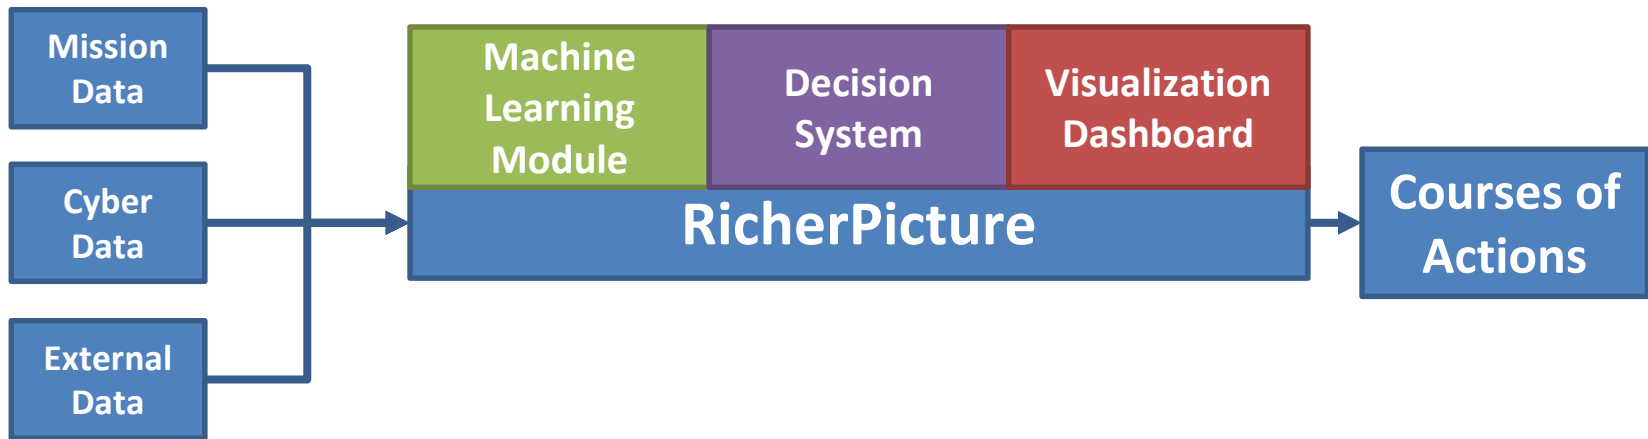 Mission
Data
Cyber
Data
External
Data
Machine
Learning
Module
Decision
System
Visualization
Dashboard
RicherPicture
Courses of
Actions